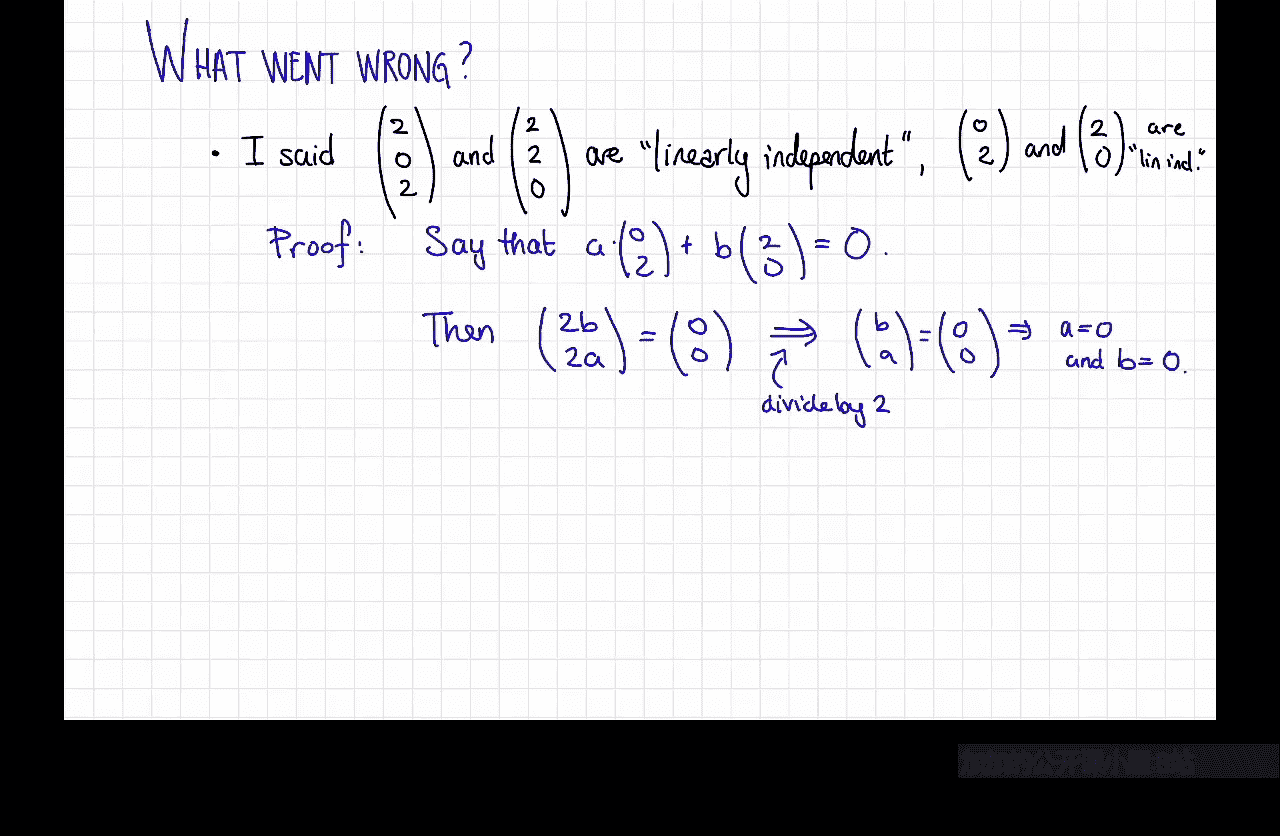 WHAT WENT WRONG?
• I said (2 0 2) and (2 2 0) are "linearly independent", (0 2) and (2 0) are "lin ind."
Proof: Say that a·(0 2) + b(2 0) = 0.
Then (2b 2a) = (0 0) ⟹ (b a) = (0 0) ⇒ a=0 and b=0.
divide by 2